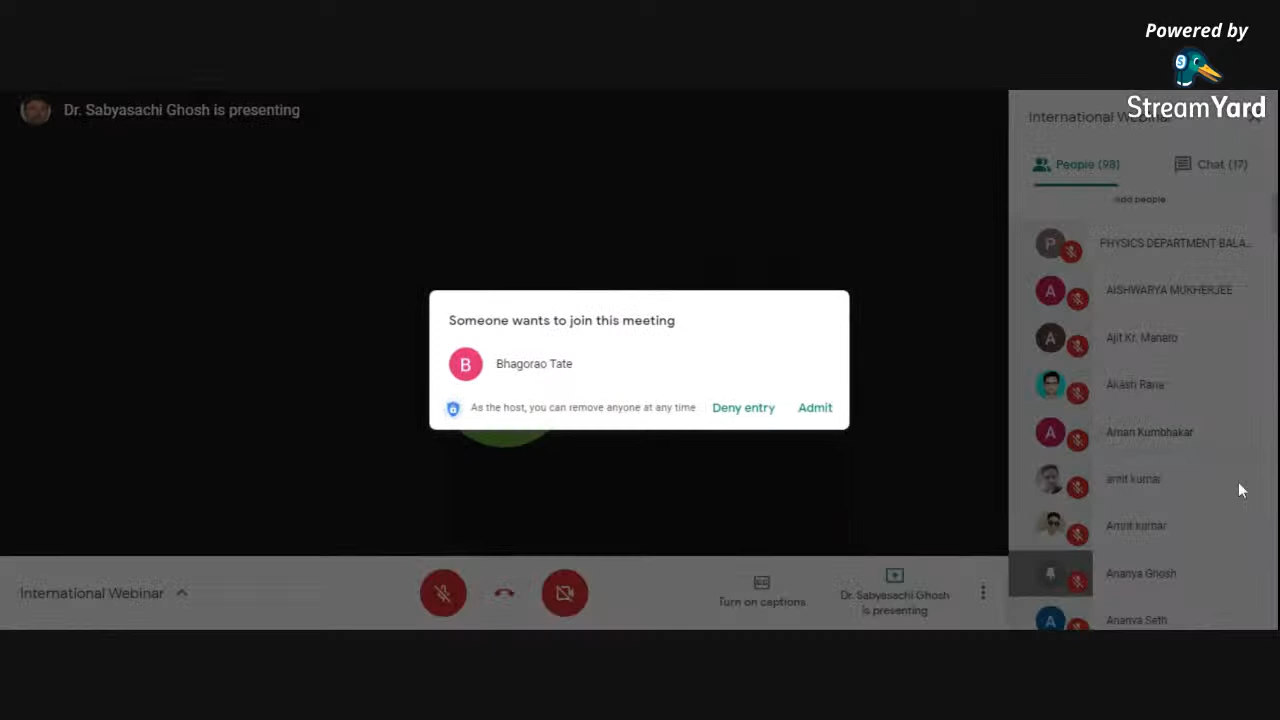 Powered by
StreamYard
Dr. Sabyasachi Ghosh is presenting
International
People (98)
Chat (17)
Add people
P
PHYSICS DEPARTMENT BALA...
A
AISHWARYA MUKHERJEE
A
Ajit Kr. Manaro
Akash Rana
A
Aman Kumbhakar
amit kumar
Amrit kumar
Ananya Ghosh
A
Ananya Seth
Someone wants to join this meeting
B
Bhagorao Tate
As the host, you can remove anyone at any time
Deny entry
Admit
International Webinar
Turn on captions
Dr. Sabyasachi Ghosh
is presenting